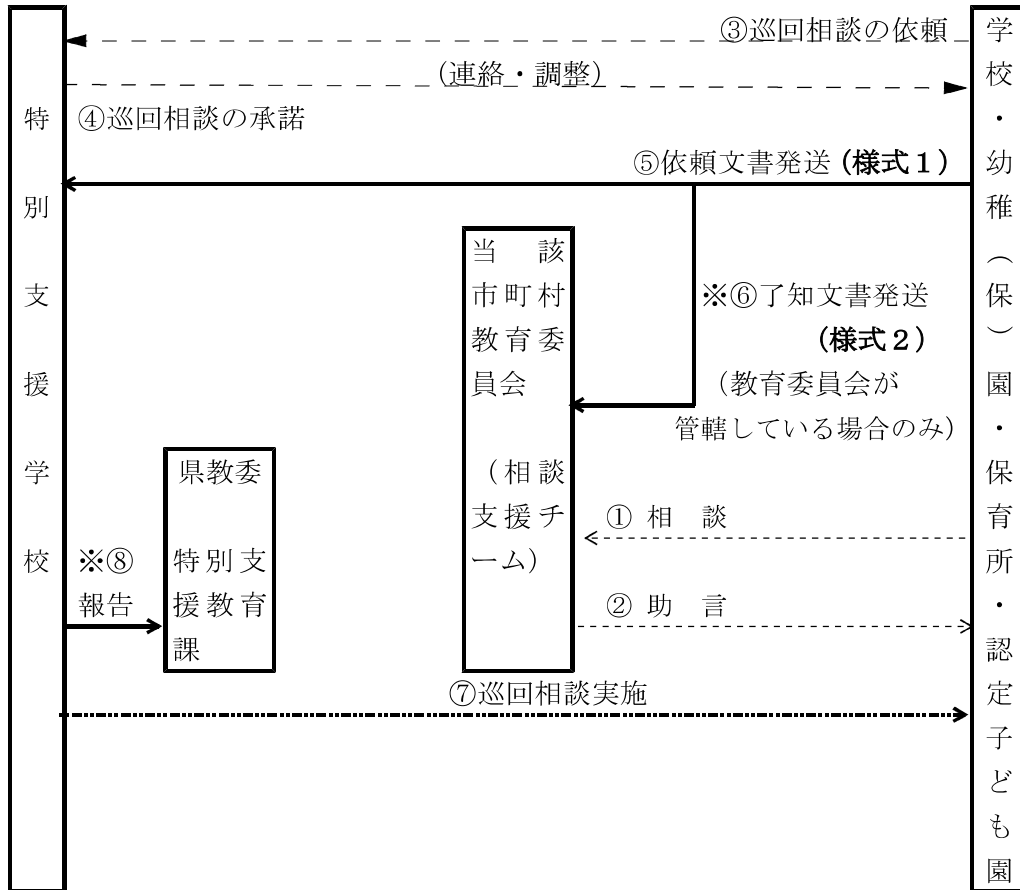 ③巡回相談の依頼
(連絡・調整)
④巡回相談の承諾
⑤依頼文書発送(様式１)
特別支援学校
当該
市町村
教育委
員会
（相談
支援チ
ーム）
※⑥了知文書発送
(様式２)
（教育委員会が
管轄している場合のみ）
県教委
特別支
援教育
課
① 相 談
② 助 言
※⑧
報告
⑦巡回相談実施
学校・幼稚（保）園・保育所・認定子ども園